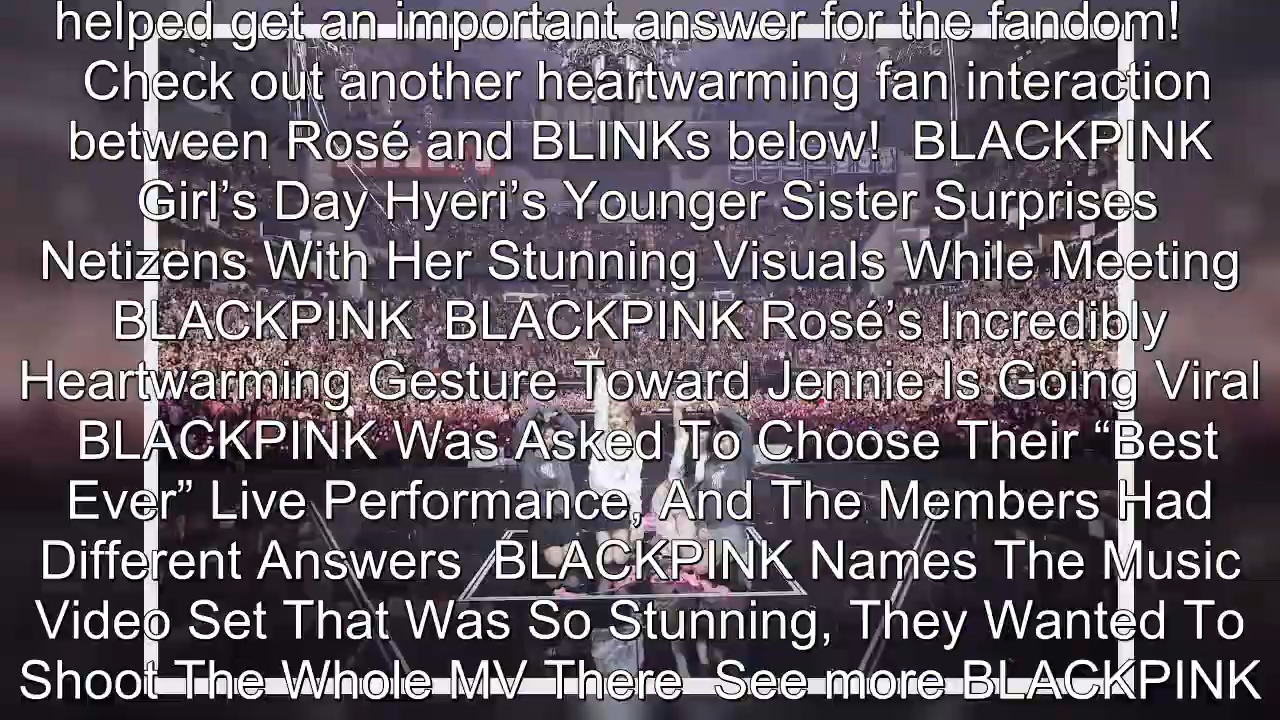 helped get an important answer for the fandom!
Check out another heartwarming fan interaction
between Rosé and BLINKs below!  BLACKPINK
Girl’s Day Hyeri’s Younger Sister Surprises
Netizens With Her Stunning Visuals While Meeting
BLACKPINK  BLACKPINK Rosé’s Incredibly
Heartwarming Gesture Toward Jennie Is Going Viral
BLACKPINK Was Asked To Choose Their “Best
Ever” Live Performance, And The Members Had
Different Answers  BLACKPINK Names The Music
Video Set That Was So Stunning, They Wanted To
Shoot The Whole MV There  See more BLACKPINK